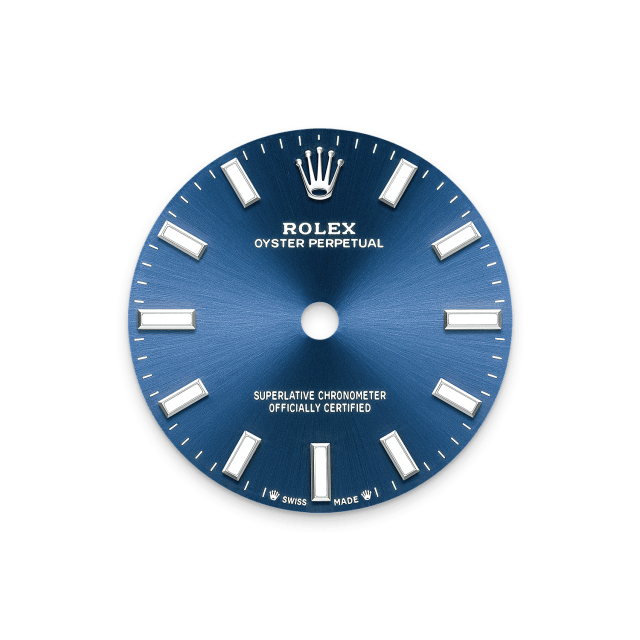 ROLEX
OYSTER PERPETUAL
SUPERLATIVE CHRONOMETER
OFFICIALLY CERTIFIED
SWISS MADE